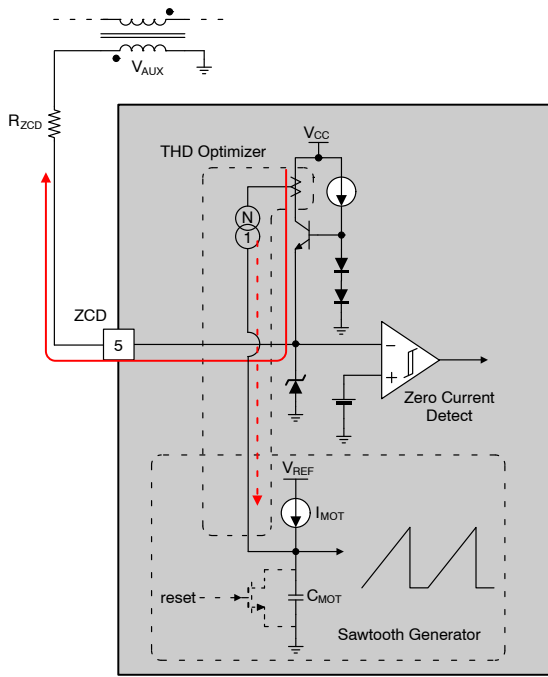 V_AUX
R_ZCD
THD Optimizer
V_CC
N
1
ZCD
5
−
+
Zero Current
Detect
V_REF
I_MOT
reset
C_MOT
Sawtooth Generator